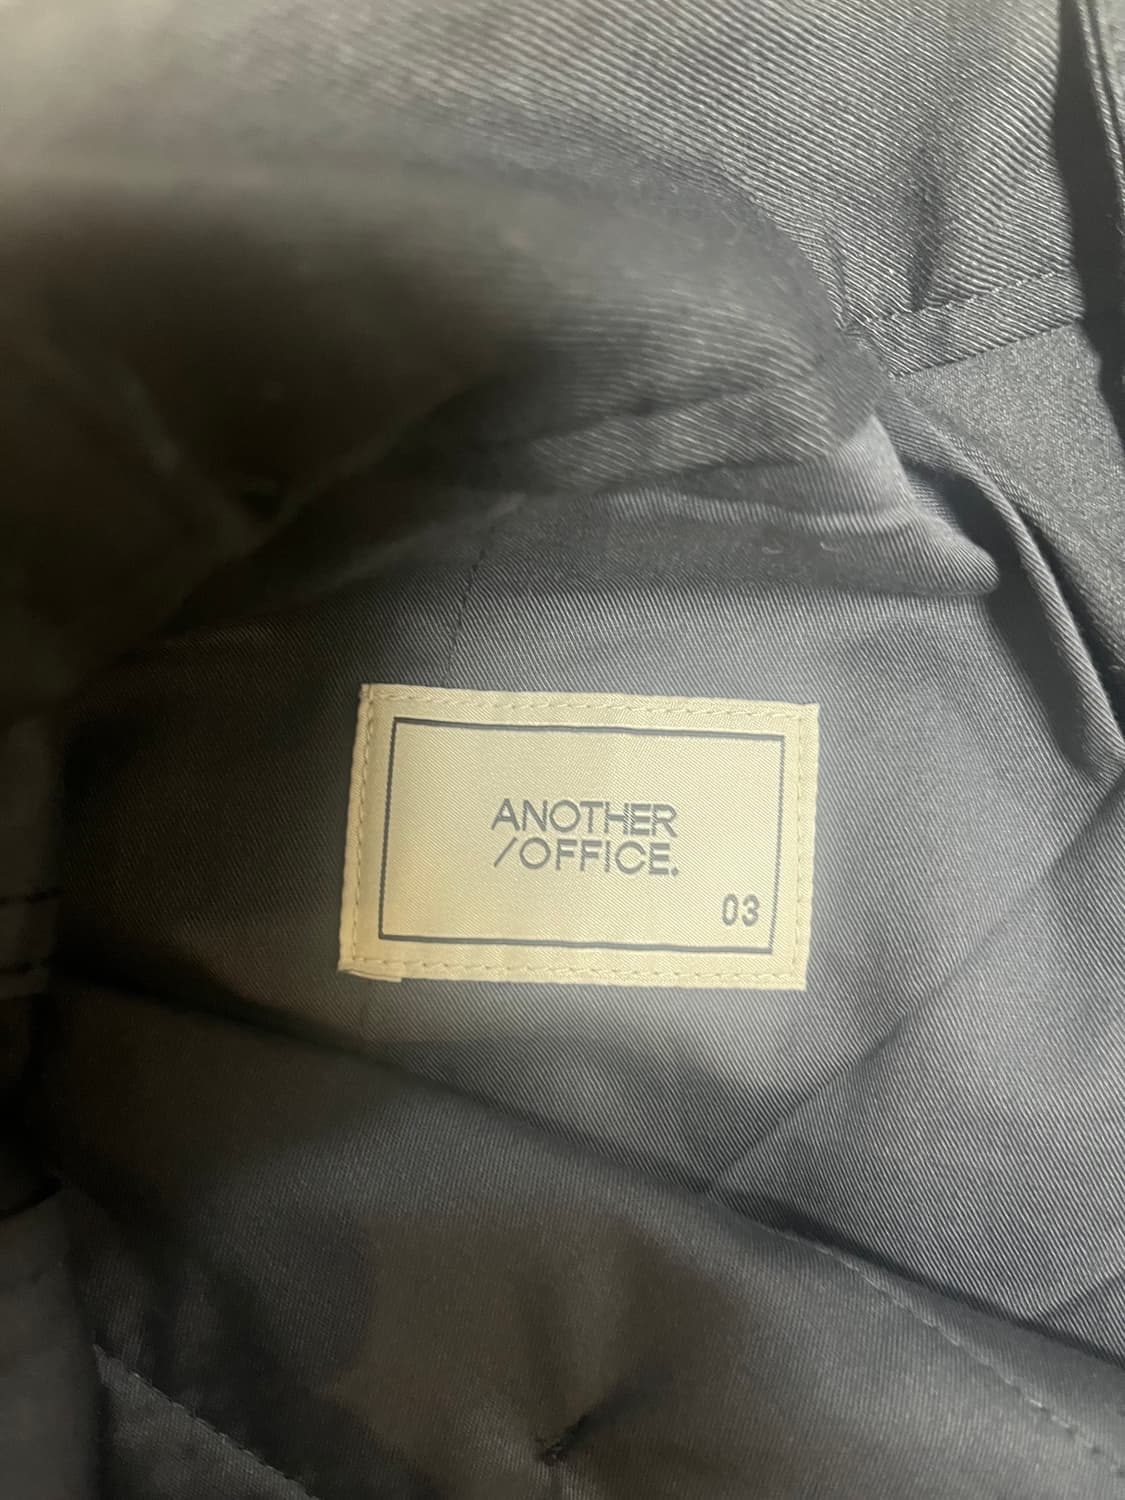 ANOTHER
/OFFICE.
03